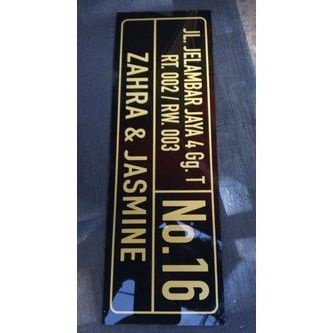 JL. JELAMBAR JAYA 4 Gg. T
RT. 002 / RW. 003
No.16
ZAHRA & JASMINE